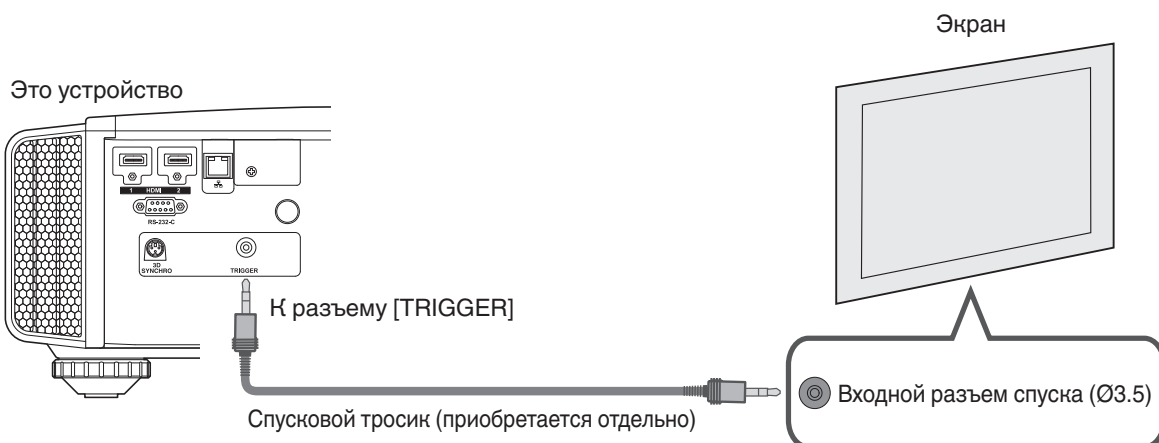 Экран
Это устройство
1 HDMI 2
RS-232-C
3D
SYNCHRO
TRIGGER
К разъему [TRIGGER]
Спусковой тросик (приобретается отдельно)
Входной разъем спуска (Ø3.5)